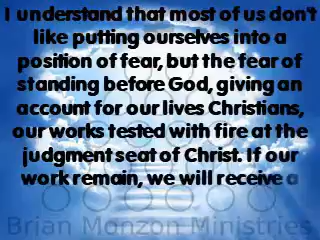 I understand that most of us don't
like putting ourselves into a
position of fear, but the fear of
standing before God, giving an
account for our lives Christians,
our works tested with fire at the
judgment seat of Christ. If our
work remain, we will receive a
Brian Monzon Ministries